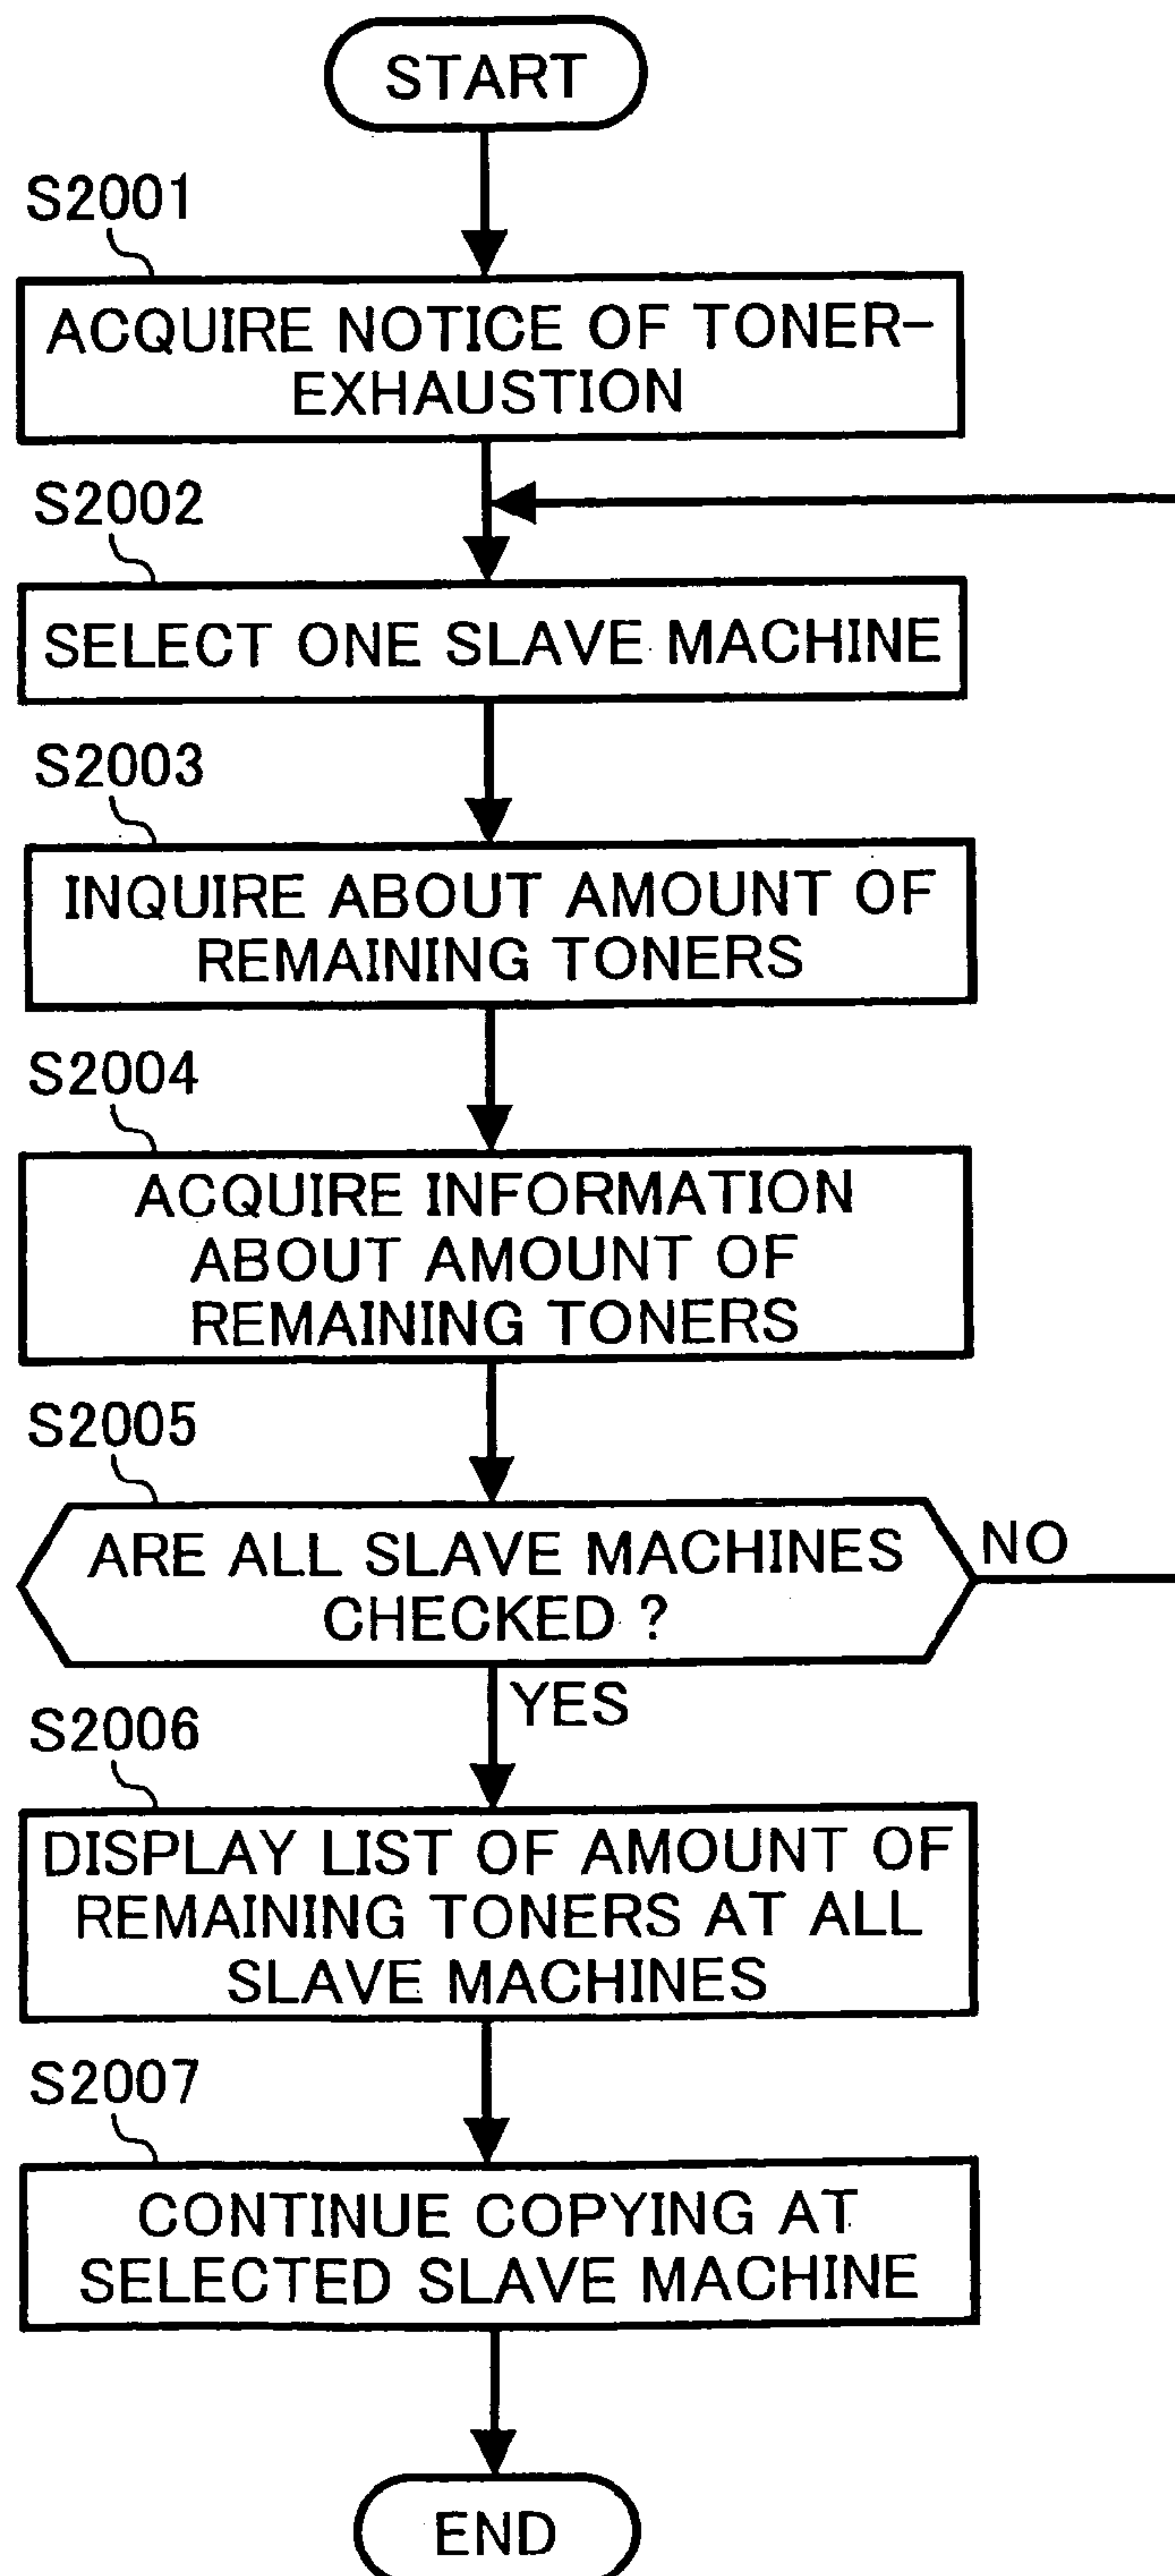 START
S2001
ACQUIRE NOTICE OF TONER-
EXHAUSTION
S2002
SELECT ONE SLAVE MACHINE
S2003
INQUIRE ABOUT AMOUNT OF
REMAINING TONERS
S2004
ACQUIRE INFORMATION
ABOUT AMOUNT OF
REMAINING TONERS
S2005
ARE ALL SLAVE MACHINES
CHECKED ?
NO
YES
S2006
DISPLAY LIST OF AMOUNT OF
REMAINING TONERS AT ALL
SLAVE MACHINES
S2007
CONTINUE COPYING AT
SELECTED SLAVE MACHINE
END